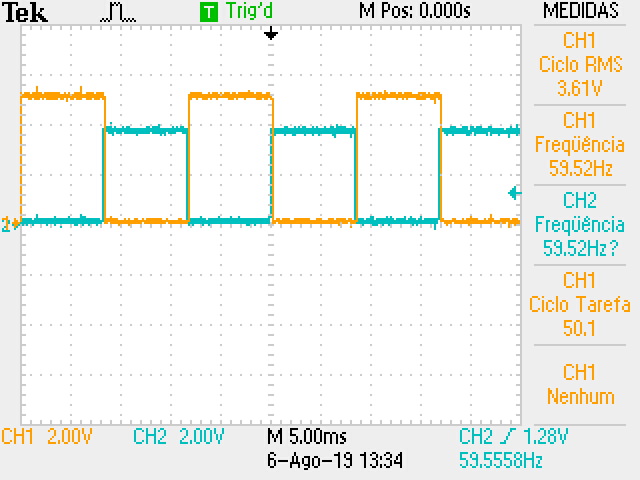 Tek T Trig'd M Pos: 0.000s MEDIDAS
CH1
Ciclo RMS
3.61V
CH1
Freqüência
59.52Hz
CH2
Freqüência
59.52Hz?
CH1
Ciclo Tarefa
50.1
CH1
Nenhum
1
2
CH1 2.00V CH2 2.00V M 5.00ms CH2 1.28V
6-Ago-19 13:34 59.5558Hz